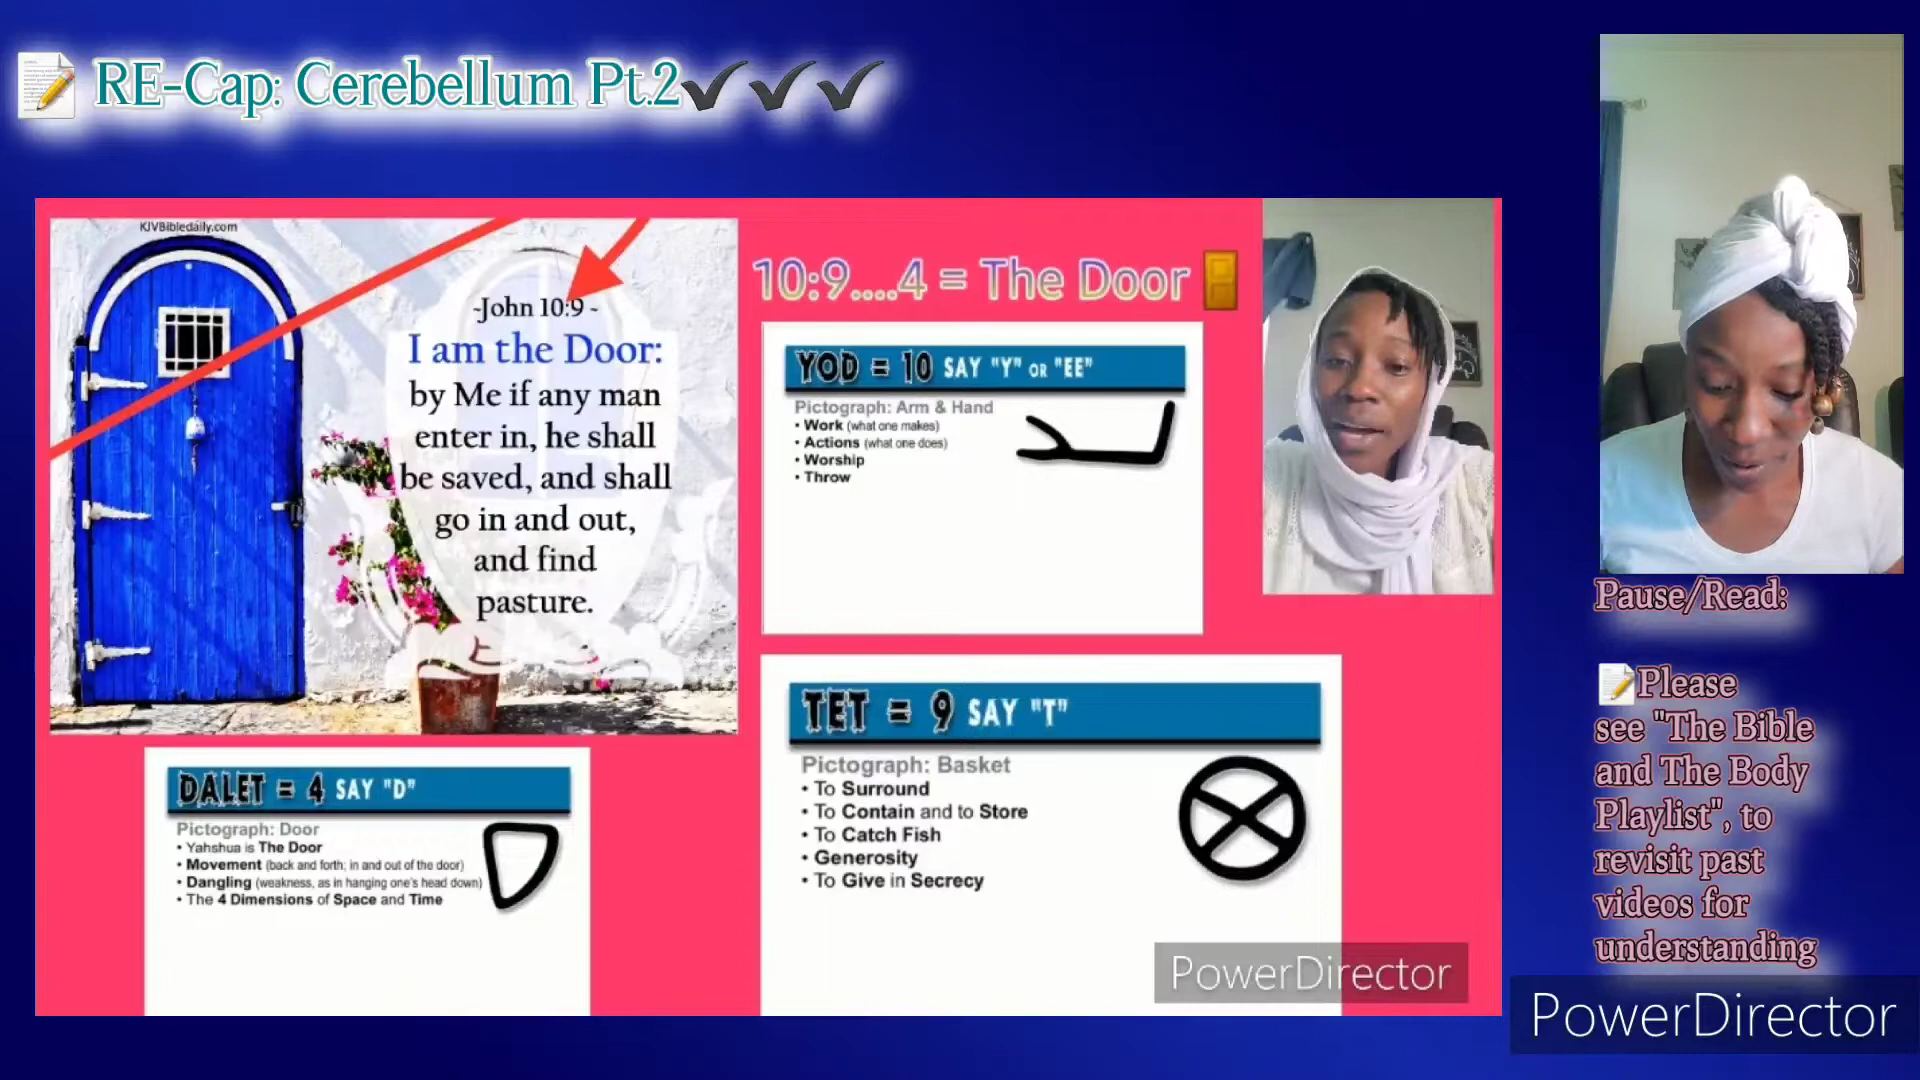 RE-Cap: Cerebellum Pt.2
KJVBibledaily.com
-John 10:9 -
I am the Door:
by Me if any man
enter in, he shall
be saved, and shall
go in and out,
and find
pasture.
10:9....4 = The Door
YOD = 10 SAY "Y" OR "EE"
Pictograph: Arm & Hand
• Work (what one makes)
• Actions (what one does)
• Worship
• Throw
DALET = 4 SAY "D"
Pictograph: Door
• Yahshua is The Door
• Movement (back and forth; in and out of the door)
• Dangling (weakness, as in hanging one's head down)
• The 4 Dimensions of Space and Time
TET = 9 SAY "T"
Pictograph: Basket
• To Surround
• To Contain and to Store
• To Catch Fish
• Generosity
• To Give in Secrecy
PowerDirector
Pause/Read:
Please
see "The Bible
and The Body
Playlist", to
revisit past
videos for
understanding
PowerDirector